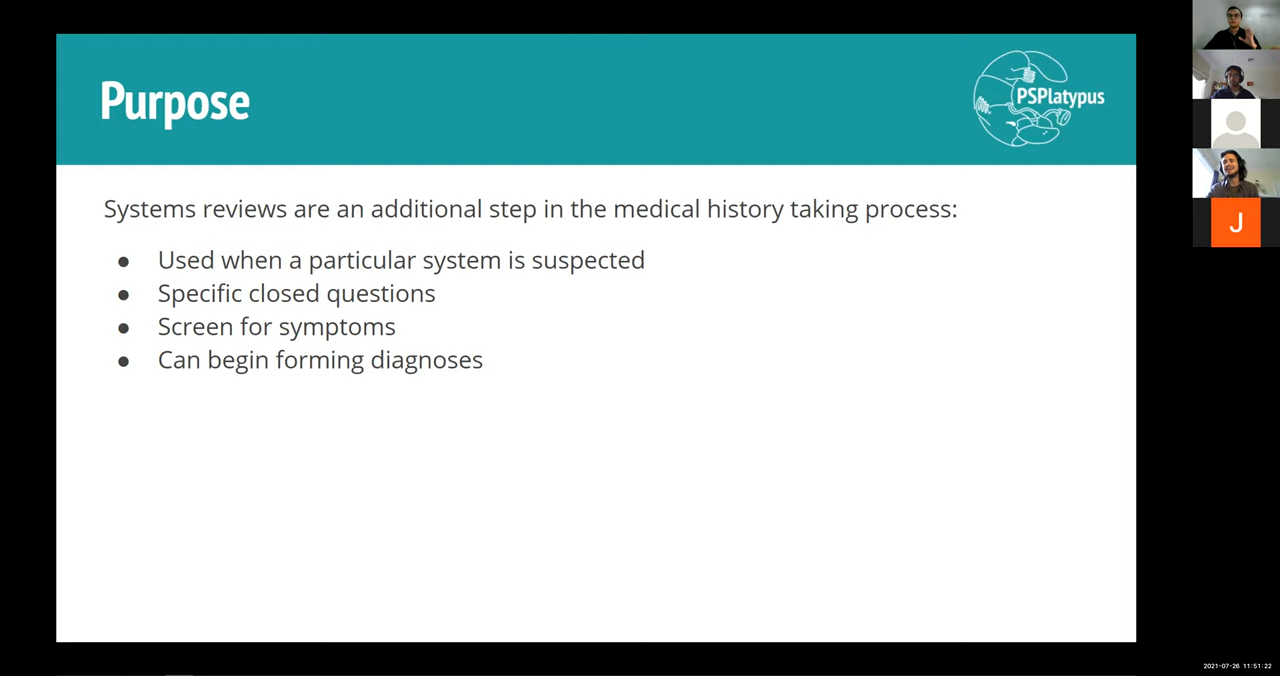 Purpose
PSPlatypus
Systems reviews are an additional step in the medical history taking process:
● Used when a particular system is suspected
● Specific closed questions
● Screen for symptoms
● Can begin forming diagnoses
J
2021-07-26 11:51:22